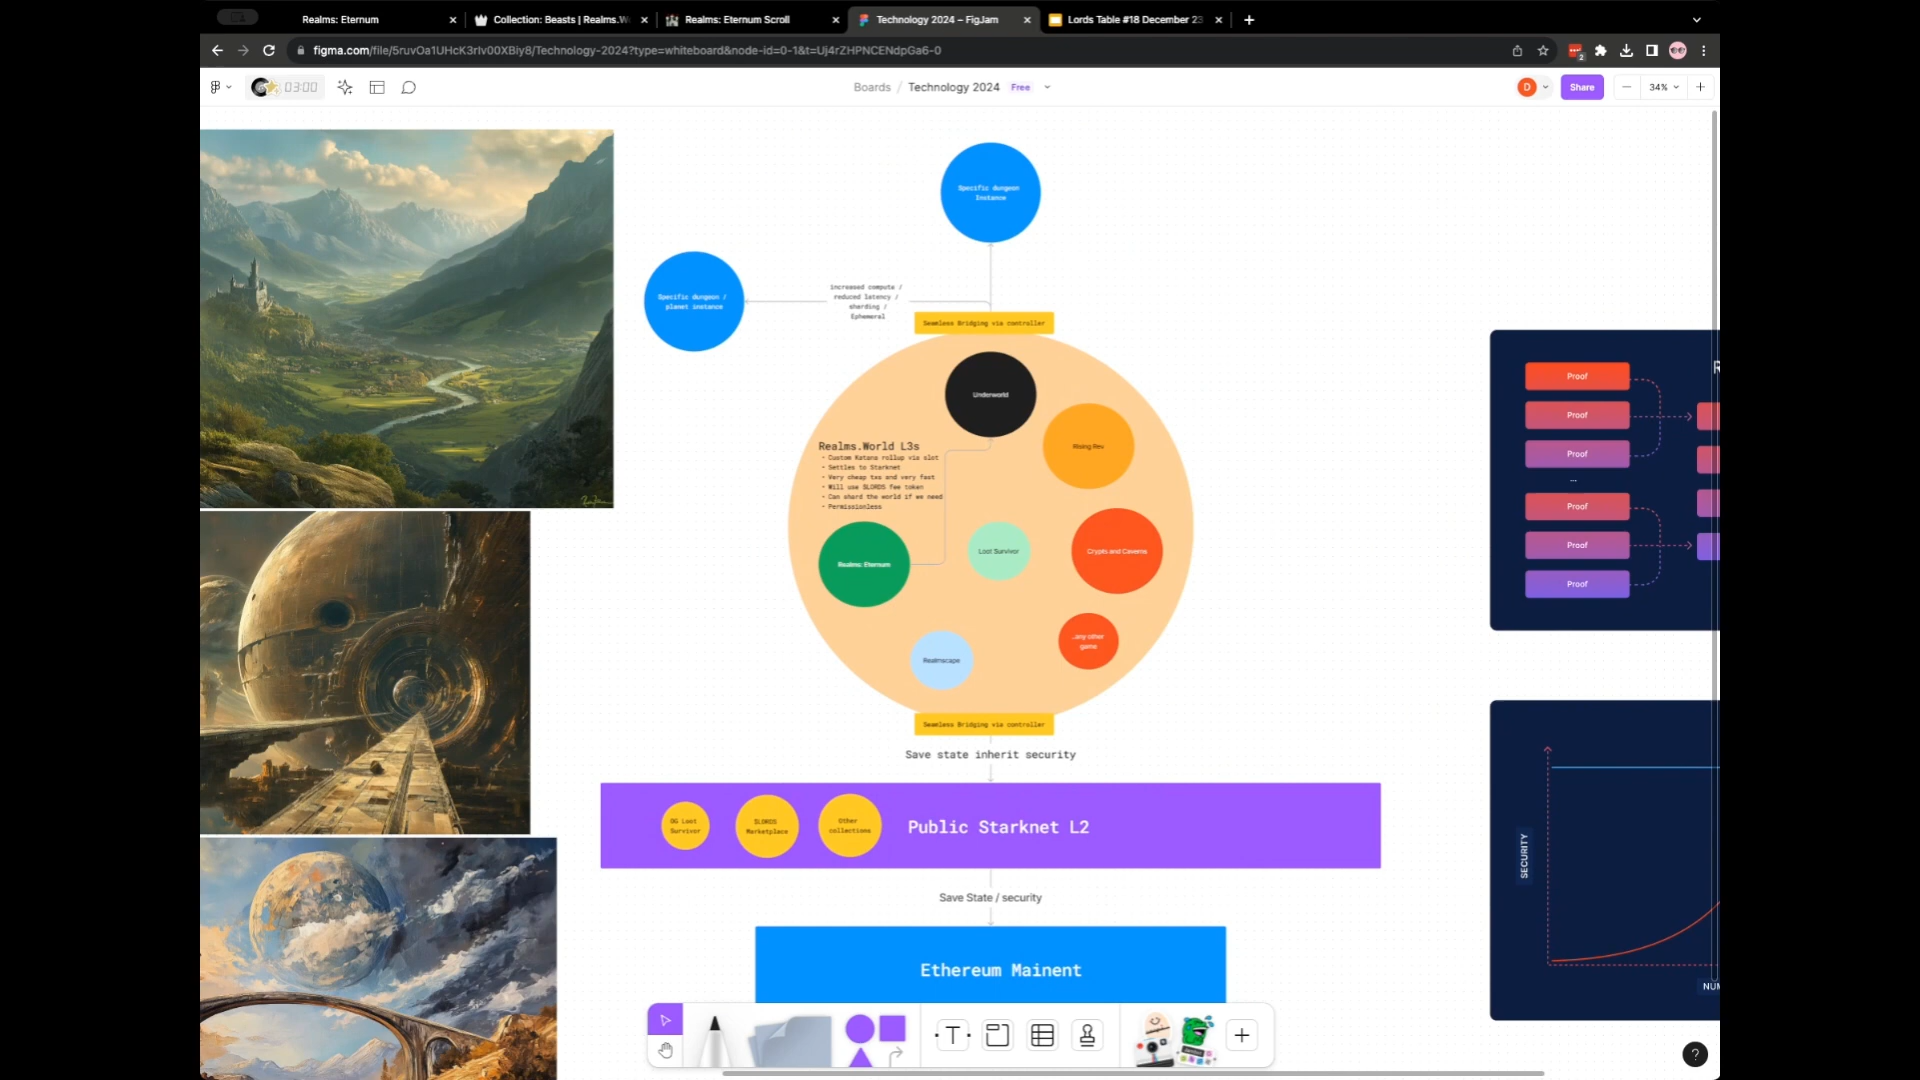 Realms: Eternum
Collection: Beasts | Realms.W
Realms: Eternum Scroll
Technology 2024 – FigJam
Lords Table #18 December 23
figma.com/file/5ruvOa1UHcK3rIv00XBiy8/Technology-2024?type=whiteboard&node-id=0-1&t=Uj4rZHPNCENdpGa6-0
2
03:00
Boards / Technology 2024 Free
D
Share
34%
Specific dungeon
Instance
Specific dungeon /
planet instance
increased compute /
reduced latency /
sharding /
Ephemeral
Seamless Bridging via controller
Underworld
Rising Rev
Realms.World L3s
• Custom Katana rollup via slot
• Settles to Starknet
• Very cheap txs and very fast
• Will use $LORDS fee token
• Can shard the world if we need
• Permissionless
Loot Survivor
Crypts and Caverns
Realms: Eternum
...any other
game
Realmscape
Seamless Bridging via controller
Save state inherit security
OG Loot
Survivor
$LORDS
Marketplace
Other
collections
Public Starknet L2
Save State / security
Ethereum Mainent
Proof
Proof
Proof
...
Proof
Proof
Proof
R
SECURITY
NUM
T
?